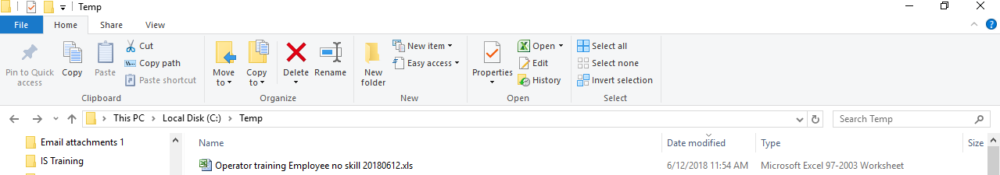 Temp
File Home Share View
Pin to Quick access
Copy
Paste
Cut
Copy path
Paste shortcut
Clipboard
Move to
Copy to
Delete
Rename
Organize
New folder
New item
Easy access
New
Properties
Open
Edit
History
Open
Select all
Select none
Invert selection
Select
This PC Local Disk (C:) Temp
Search Temp
Email attachments 1
IS Training
Name Date modified Type Size
Operator training Employee no skill 20180612.xls 6/12/2018 11:54 AM Microsoft Excel 97-2003 Worksheet